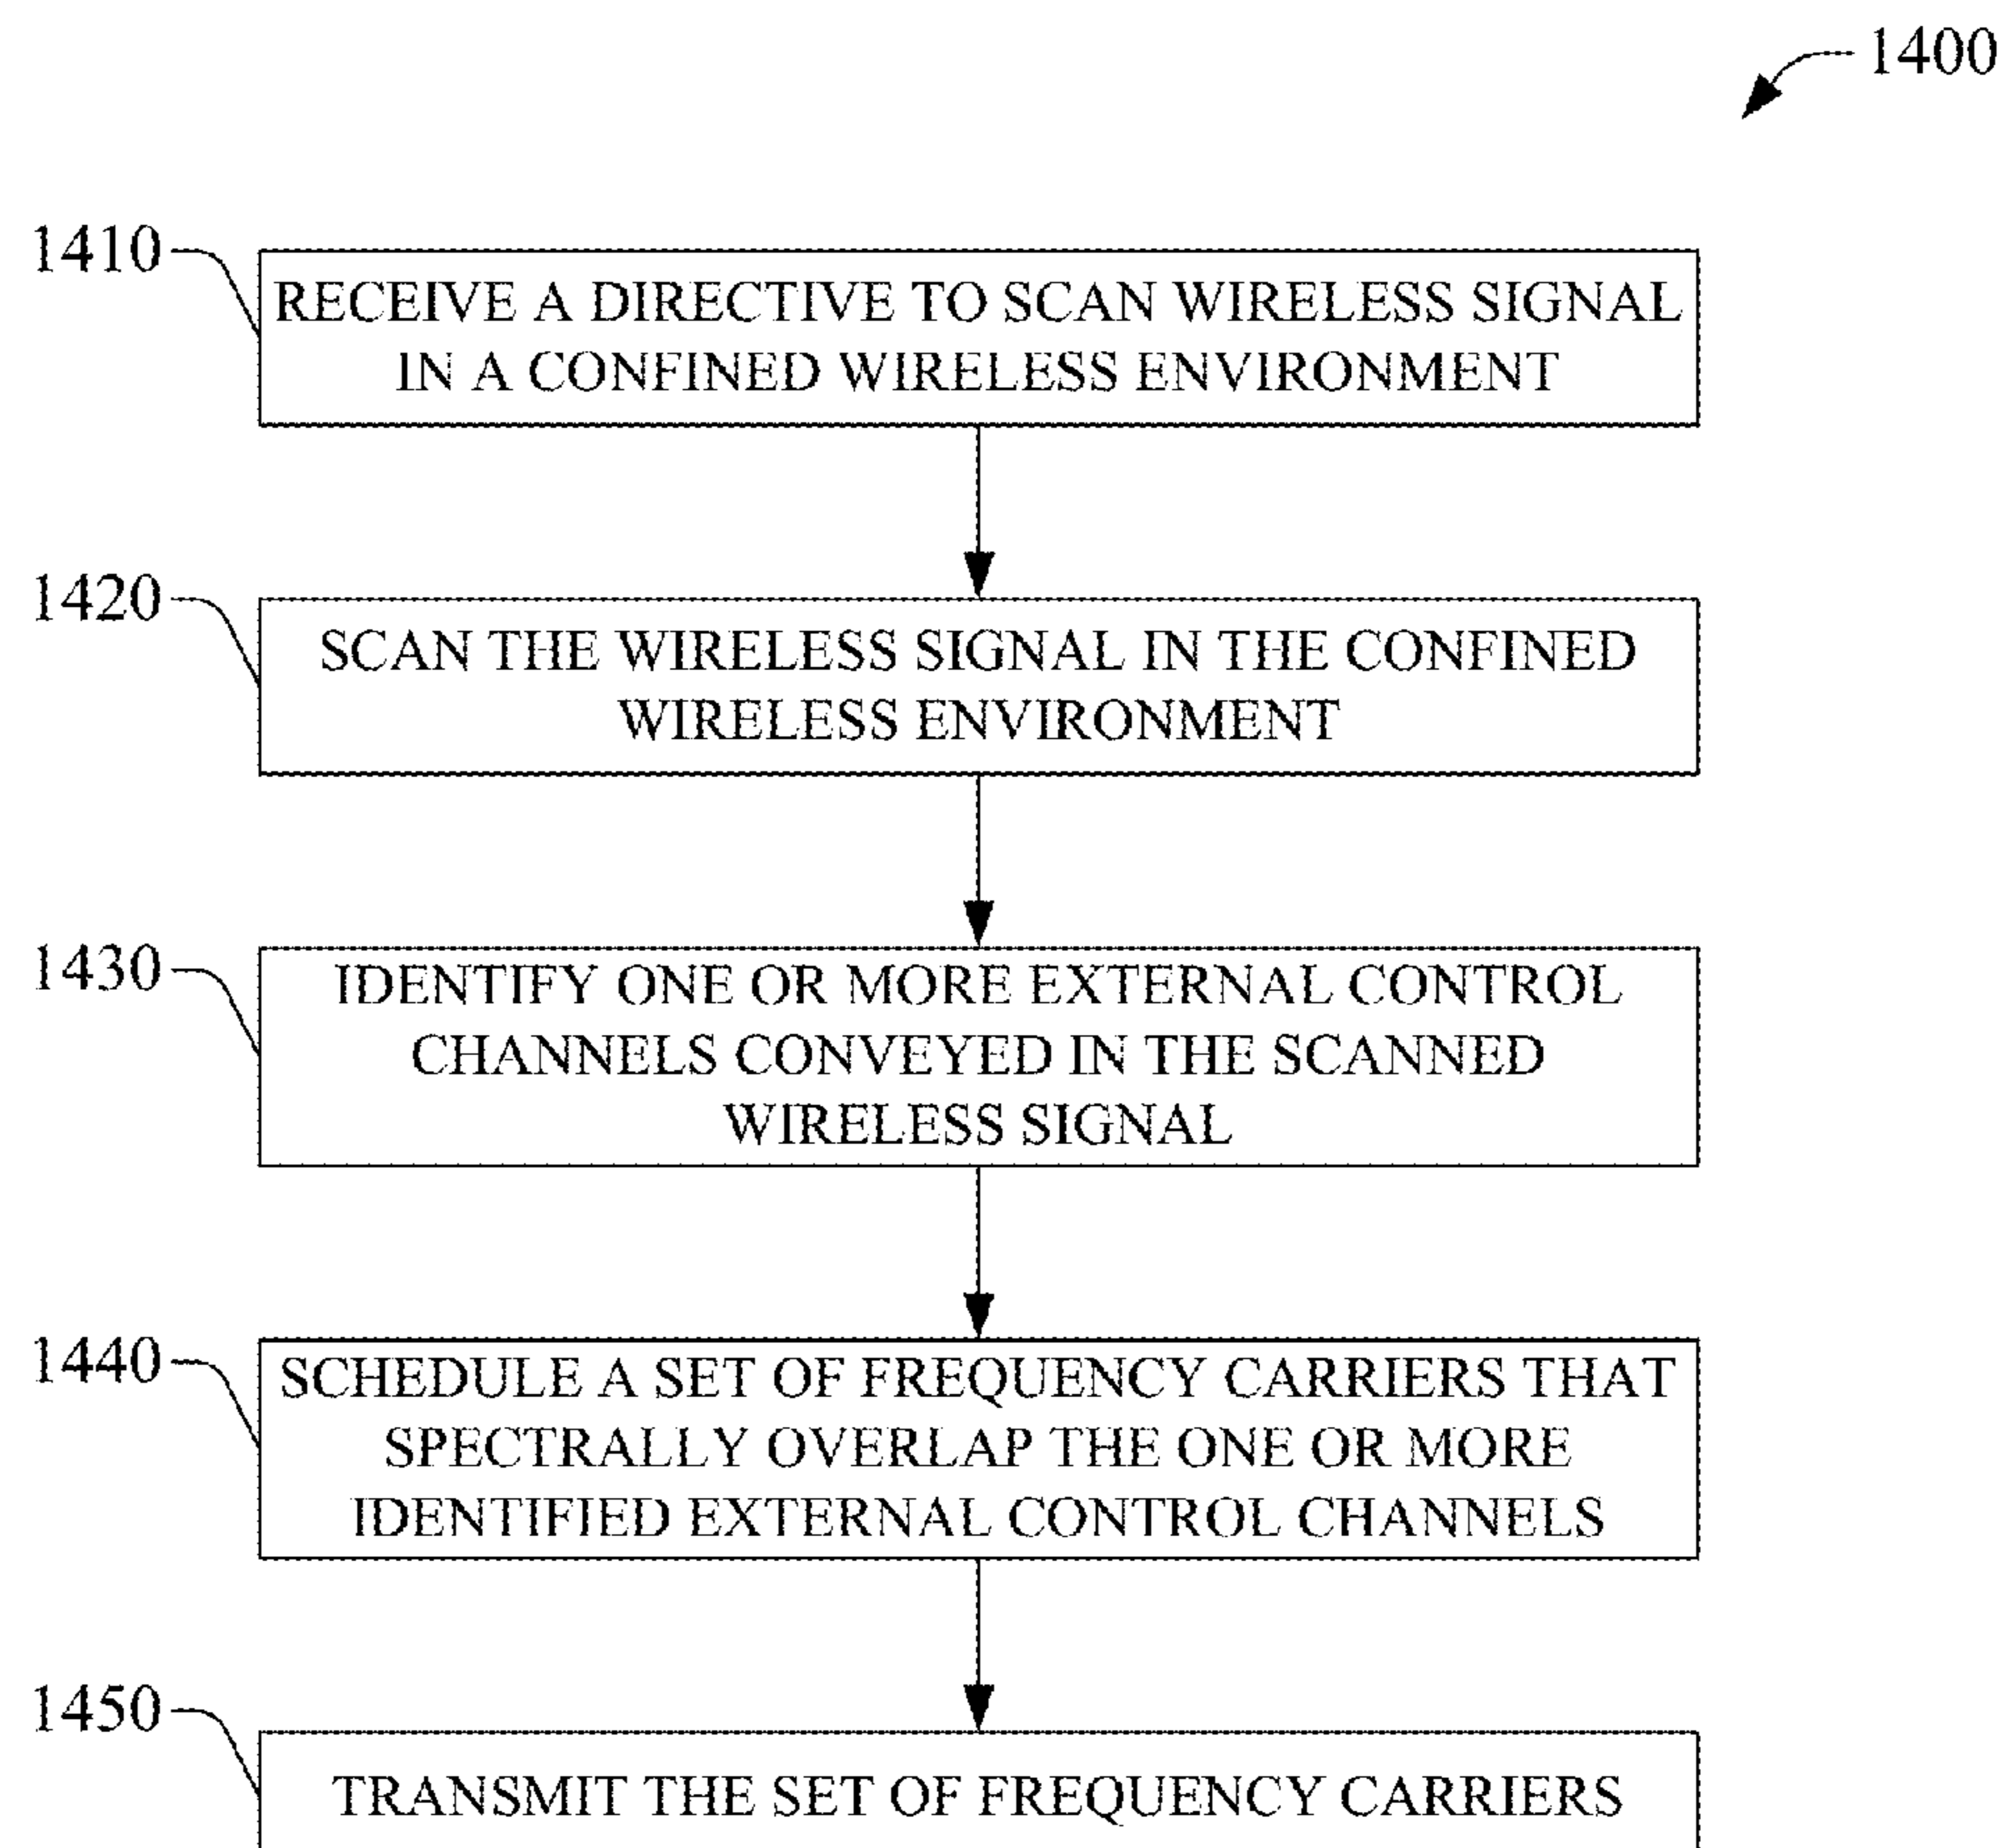 1400
1410
RECEIVE A DIRECTIVE TO SCAN WIRELESS SIGNAL
IN A CONFINED WIRELESS ENVIRONMENT
1420
SCAN THE WIRELESS SIGNAL IN THE CONFINED
WIRELESS ENVIRONMENT
1430
IDENTIFY ONE OR MORE EXTERNAL CONTROL
CHANNELS CONVEYED IN THE SCANNED
WIRELESS SIGNAL
1440
SCHEDULE A SET OF FREQUENCY CARRIERS THAT
SPECTRALLY OVERLAP THE ONE OR MORE
IDENTIFIED EXTERNAL CONTROL CHANNELS
1450
TRANSMIT THE SET OF FREQUENCY CARRIERS